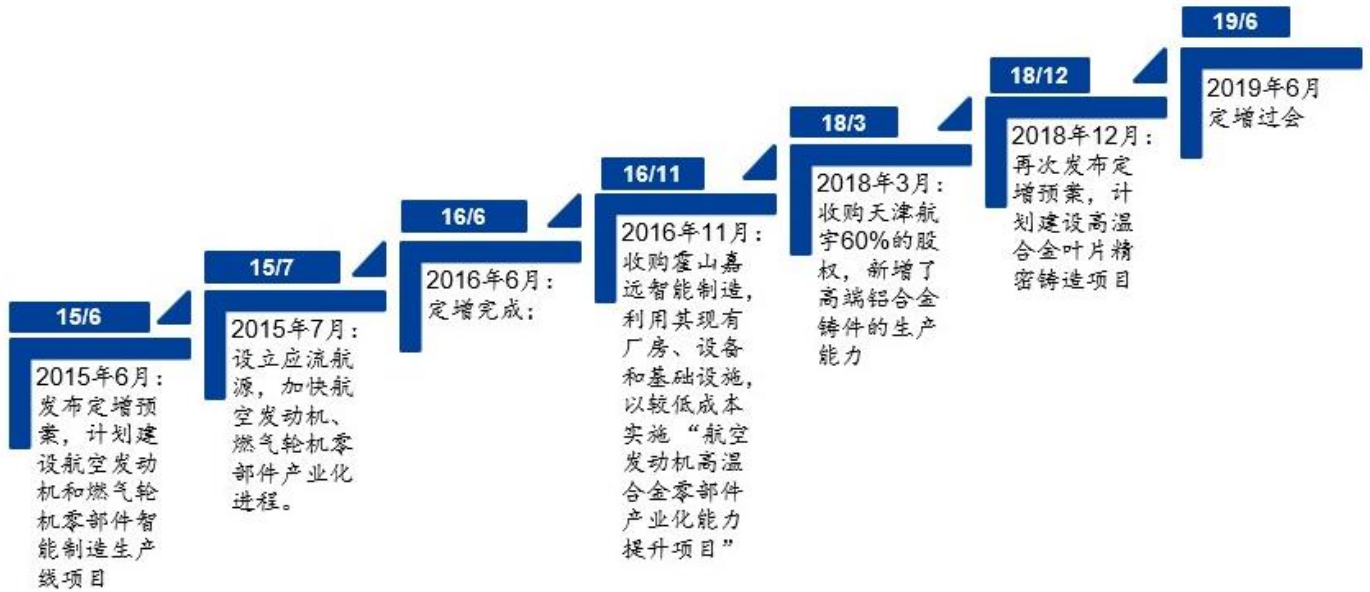 15/6
2015年6月：
发布定增预
案，计划建
设航空发动
机和燃气轮
机零部件智
能制造生产
线项目
15/7
2015年7月：
设立应流航
源，加快航
空发动机、
燃气轮机零
部件产业化
进程。
16/6
2016年6月：
定增完成；
16/11
2016年11月：
收购霍山嘉
远智能制造，
利用其现有
厂房、设备
和基础设施，
以较低成本
实施“航空
发动机高温
合金零部件
产业化能力
提升项目”
18/3
2018年3月：
收购天津航
宇60%的股
权，新增了
高端铝合金
铸件的生产
能力
18/12
2018年12月：
再次发布定
增预案，计
划建设高温
合金叶片精
密铸造项目
19/6
2019年6月
定增过会